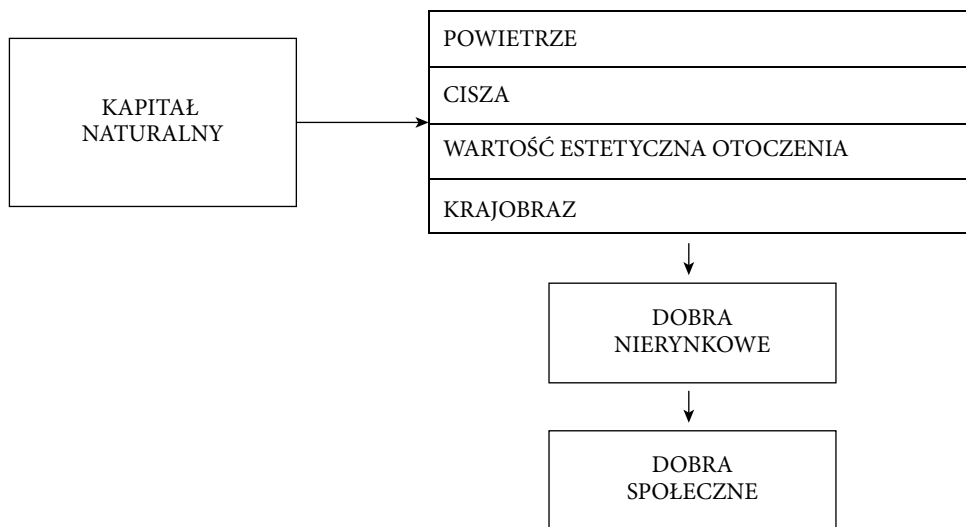 KAPITAŁ
NATURALNY
POWIETRZE
CISZA
WARTOŚĆ ESTETYCZNA OTOCZENIA
KRAJOBRAZ
DOBRA
NIERYNKOWE
DOBRA
SPOŁECZNE